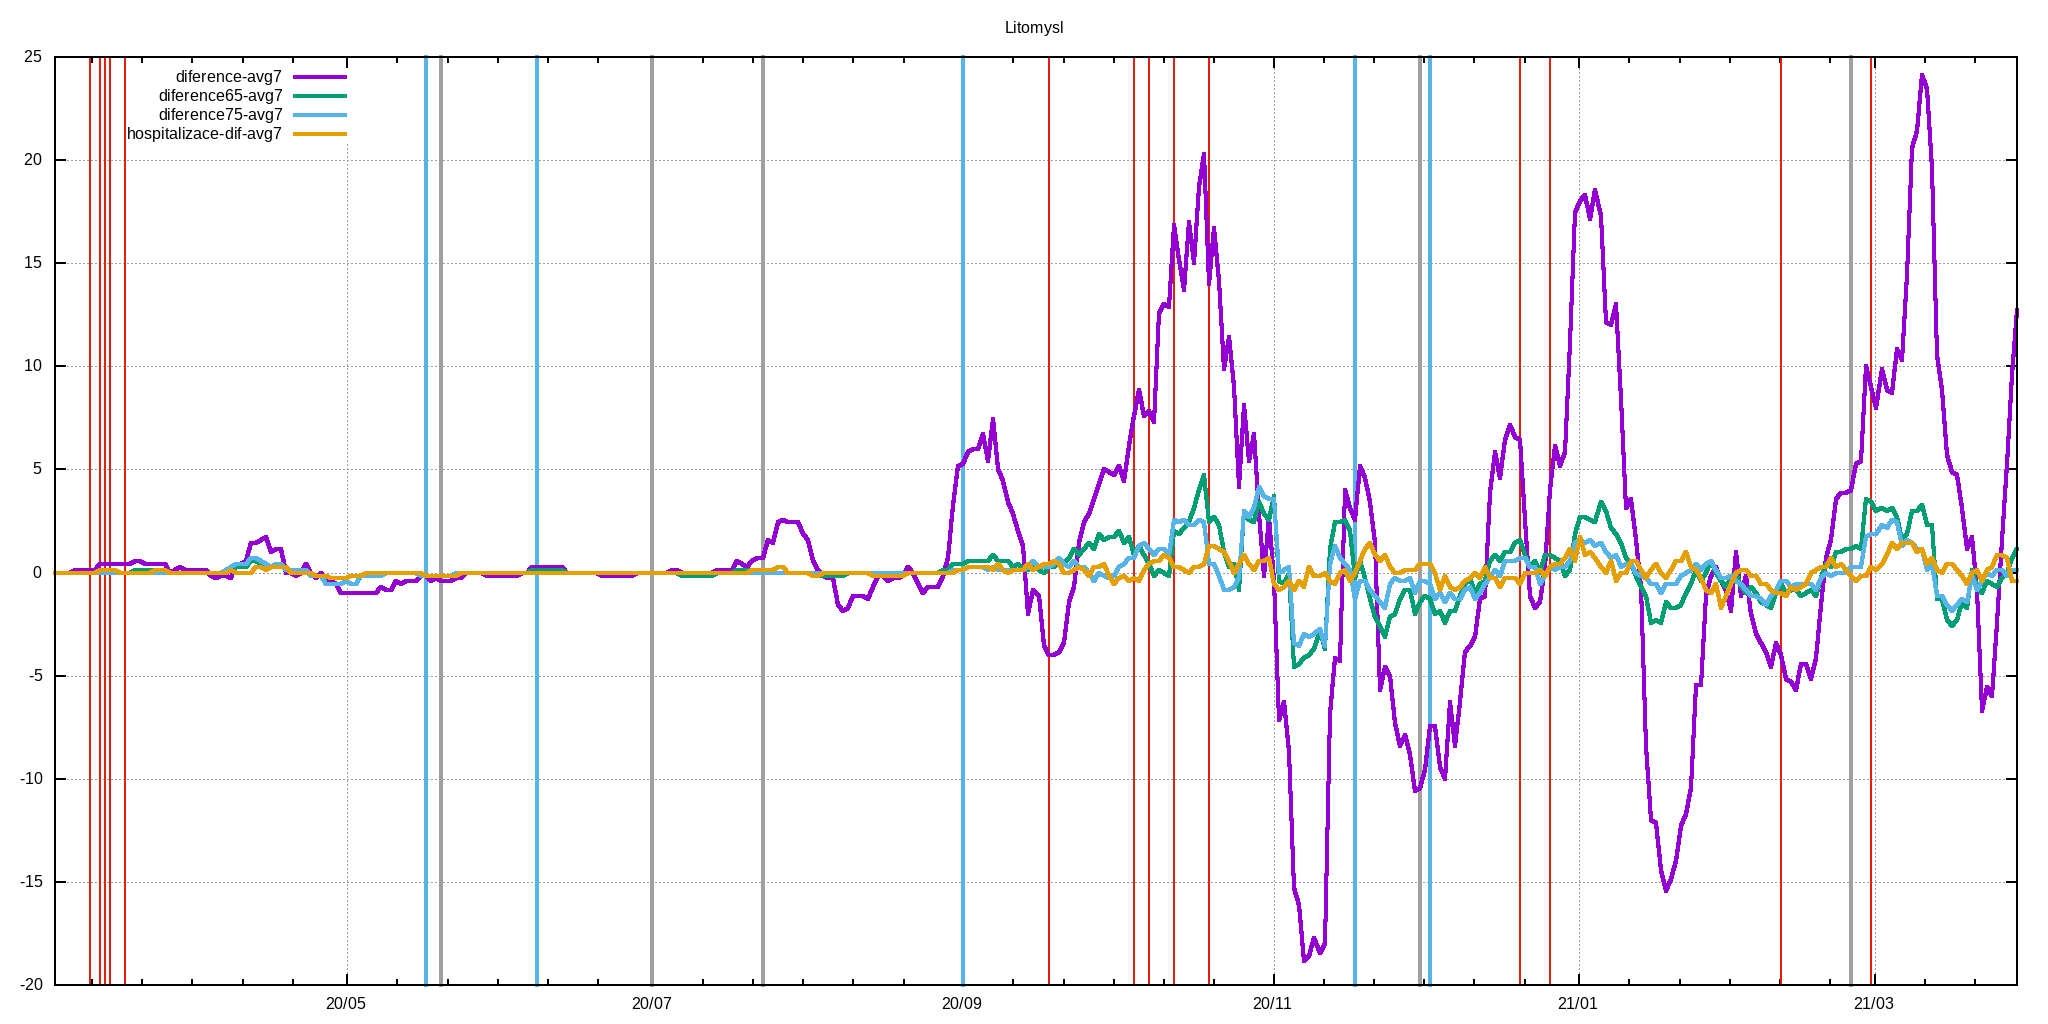 Litomysl
diference-avg7
diference65-avg7
diference75-avg7
hospitalizace-dif-avg7
25
20
15
10
5
0
-5
-10
-15
-20
20/05 20/07 20/09 20/11 21/01 21/03